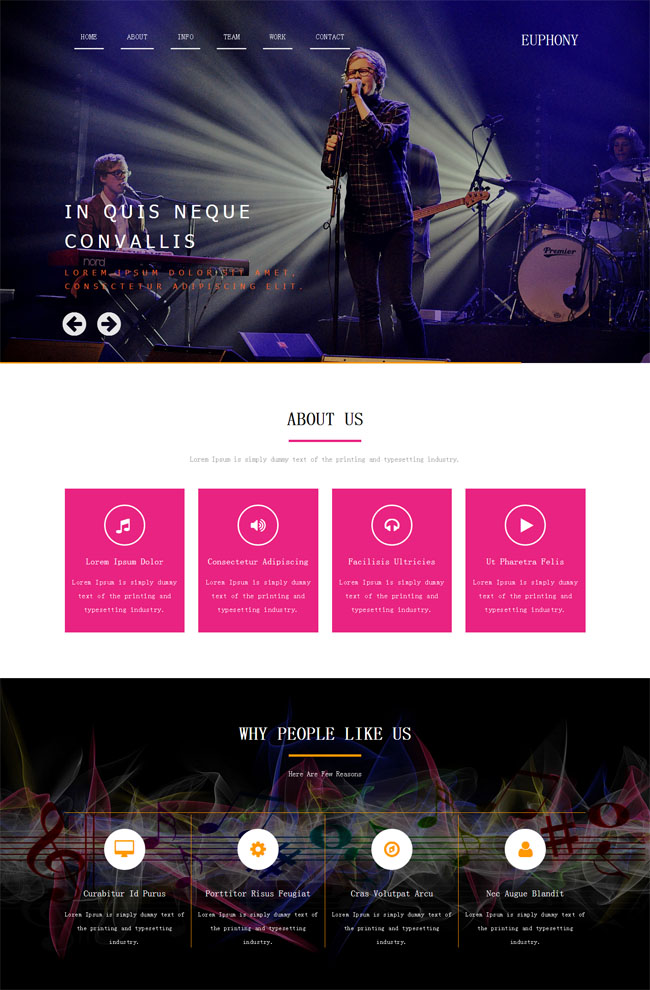 HOME ABOUT INFO TEAM WORK CONTACT EUPHONY
IN QUIS NEQUE
CONVALLIS
LOREM IPSUM DOLOR SIT AMET,
CONSECTETUR ADIPISCING ELIT.
nord
Premier
ABOUT US
Lorem Ipsum is simply dummy text of the printing and typesetting industry.
Lorem Ipsum Dolor
Lorem Ipsum is simply dummy
text of the printing and
typesetting industry.
Consectetur Adipiscing
Lorem Ipsum is simply dummy
text of the printing and
typesetting industry.
Facilisis Ultricies
Lorem Ipsum is simply dummy
text of the printing and
typesetting industry.
Ut Pharetra Felis
Lorem Ipsum is simply dummy
text of the printing and
typesetting industry.
WHY PEOPLE LIKE US
Here Are Few Reasons
Curabitur Id Purus
Lorem Ipsum is simply dummy text of
the printing and typesetting
industry.
Porttitor Risus Feugiat
Lorem Ipsum is simply dummy text of
the printing and typesetting
industry.
Cras Volutpat Arcu
Lorem Ipsum is simply dummy text of
the printing and typesetting
industry.
Nec Augue Blandit
Lorem Ipsum is simply dummy text of
the printing and typesetting
industry.